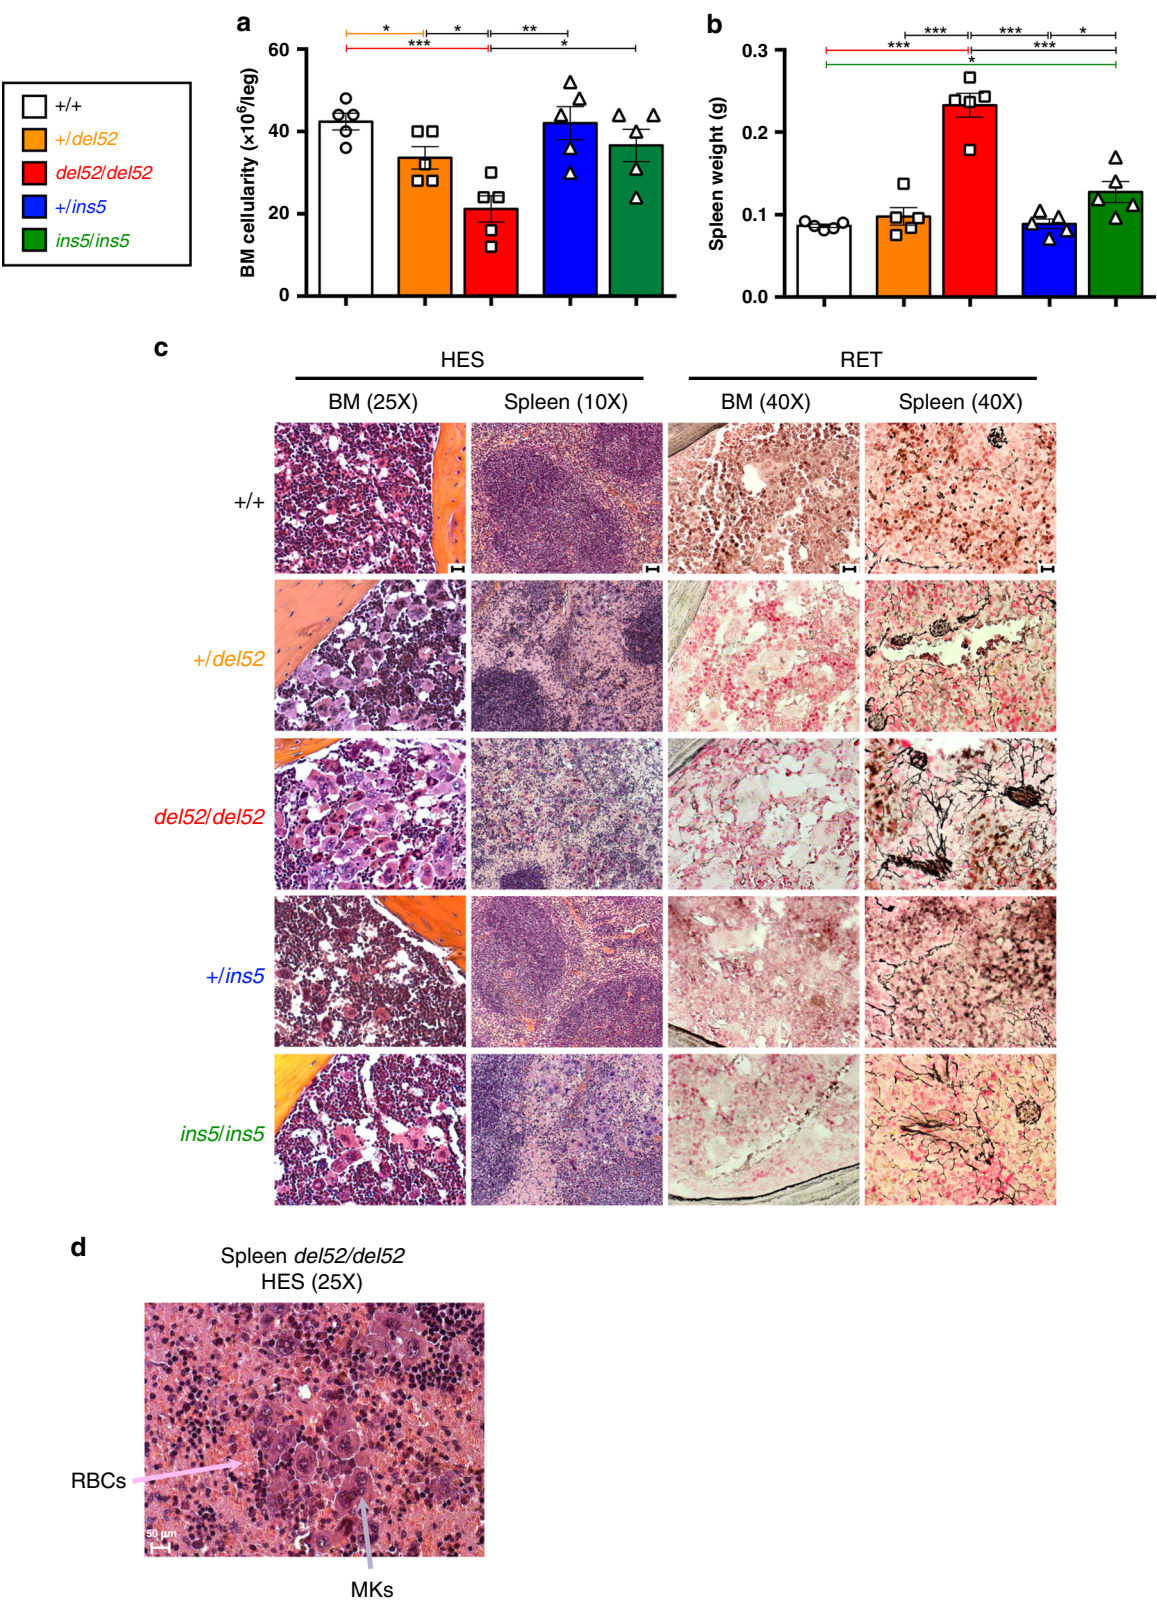 a
b
+/+
+/del52
del52/del52
+/ins5
ins5/ins5
BM cellularity (×10⁶/leg)
60
40
20
0
* * **
*** *
Spleen weight (g)
0.3
0.2
0.1
0.0
*** *** *
*** ***
*
c
HES RET
BM (25X) Spleen (10X) BM (40X) Spleen (40X)
+/+
+/del52
del52/del52
+/ins5
ins5/ins5
d
Spleen del52/del52
HES (25X)
RBCs
50 µm
MKs